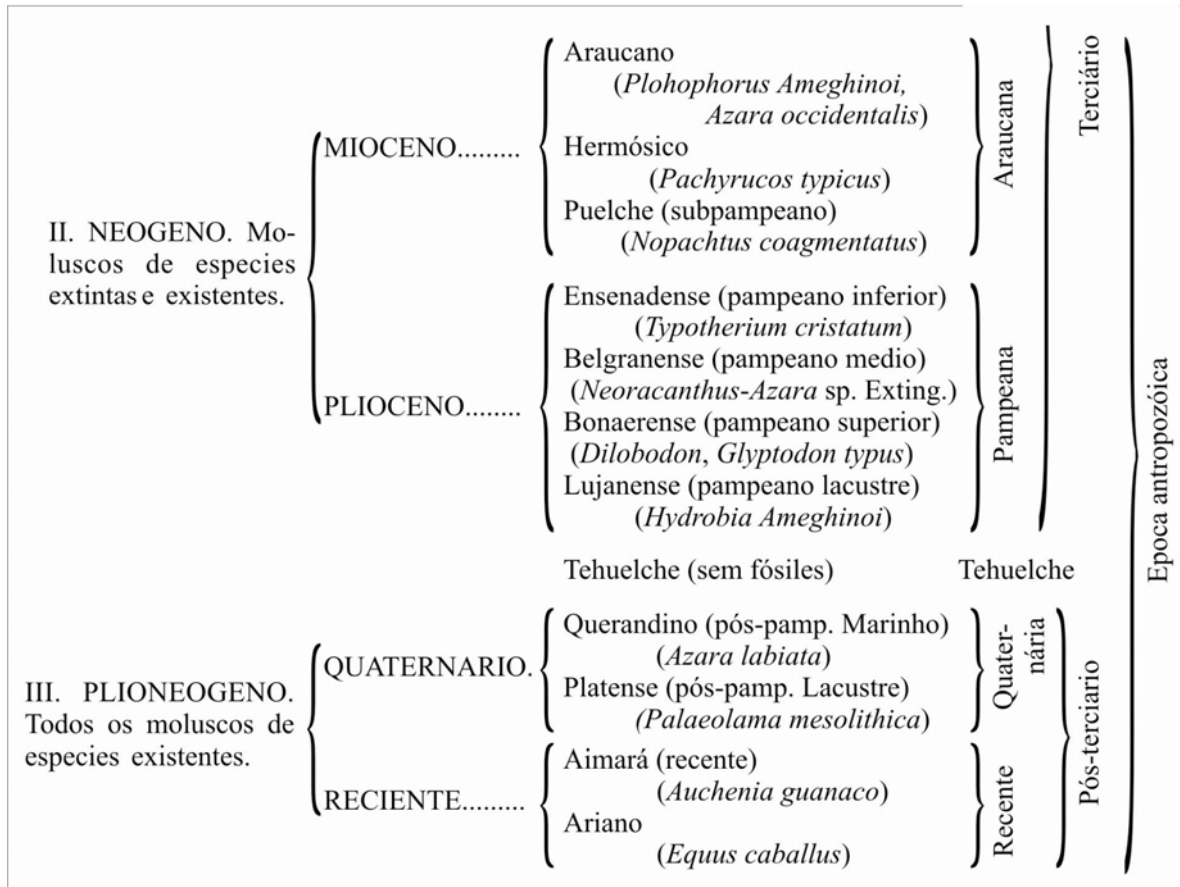 Araucano
(Plohophorus Ameghinoi,
Azara occidentalis)
MIOCENO.........
Hermósico
(Pachyrucos typicus)
Puelche (subpampeano)
(Nopachtus coagmentatus)
Araucana
Terciário
II. NEOGENO. Mo-
luscos de especies
extintas e existentes.
Ensenadense (pampeano inferior)
(Typotherium cristatum)
Belgranense (pampeano medio)
(Neoracanthus-Azara sp. Exting.)
PLIOCENO........
Bonaerense (pampeano superior)
(Dilobodon, Glyptodon typus)
Lujanense (pampeano lacustre)
(Hydrobia Ameghinoi)
Pampeana
Epoca antropozóica
Tehuelche (sem fósiles)
Tehuelche
Querandino (pós-pamp. Marinho)
QUATERNARIO.
(Azara labiata)
Platense (pós-pamp. Lacustre)
(Palaeolama mesolithica)
Quater-
nária
III. PLIONEOGENO.
Todos os moluscos de
especies existentes.
Pós-terciario
Aimará (recente)
(Auchenia guanaco)
RECIENTE.........
Ariano
(Equus caballus)
Recente